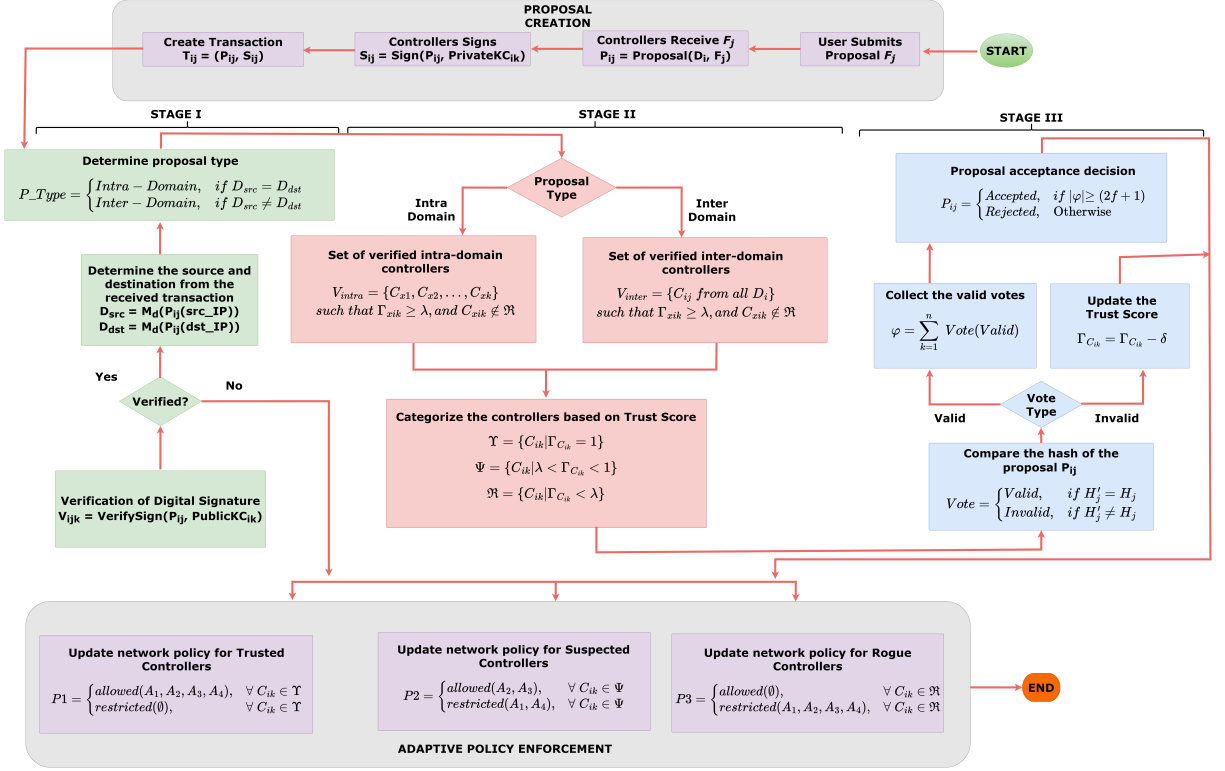 PROPOSAL
CREATION
START
User Submits
Proposal Fj
Controllers Receive Fj
Pij = Proposal(Di, Fj)
Controllers Signs
Sij = Sign(Pij, PrivateKCik)
Create Transaction
Tij = (Pij, Sij)
STAGE I
Determine proposal type
P_Type = {Intra − Domain, if Dsrc = Ddst
Inter − Domain, if Dsrc ≠ Ddst
Determine the source and
destination from the
received transaction
Dsrc = Md(Pij(src_IP))
Ddst = Md(Pij(dst_IP))
Yes
No
Verified?
Verification of Digital Signature
Vijk = VerifySign(Pij, PublicKCik)
STAGE II
Proposal
Type
Intra
Domain
Inter
Domain
Set of verified intra-domain
controllers
Vintra = {Cx1, Cx2, . . . , Cxk}
such that Γxik ≥ λ, and Cxik ∉ ℜ
Set of verified inter-domain
controllers
Vinter = {Cij from all Di}
such that Γxik ≥ λ, and Cxik ∉ ℜ
Categorize the controllers based on Trust Score
ϒ = {Cik|ΓCik = 1}
Ψ = {Cik|λ < ΓCik < 1}
ℜ = {Cik|ΓCik < λ}
STAGE III
Proposal acceptance decision
Pij = {Accepted, if |φ| ≥ (2f + 1)
Rejected, Otherwise
Collect the valid votes
φ = ∑ k=1 n Vote(Valid)
Update the
Trust Score
ΓCik = ΓCik − δ
Vote
Type
Valid
Invalid
Compare the hash of the
proposal Pij
Vote = {Valid, if H′j = Hj
Invalid, if H′j ≠ Hj
Update network policy for Trusted
Controllers
P1 = {allowed(A1, A2, A3, A4), ∀ Cik ∈ ϒ
restricted(∅), ∀ Cik ∈ ϒ
Update network policy for Suspected
Controllers
P2 = {allowed(A2, A3), ∀ Cik ∈ Ψ
restricted(A1, A4), ∀ Cik ∈ Ψ
Update network policy for Rogue
Controllers
P3 = {allowed(∅), ∀ Cik ∈ ℜ
restricted(A1, A2, A3, A4), ∀ Cik ∈ ℜ
END
ADAPTIVE POLICY ENFORCEMENT